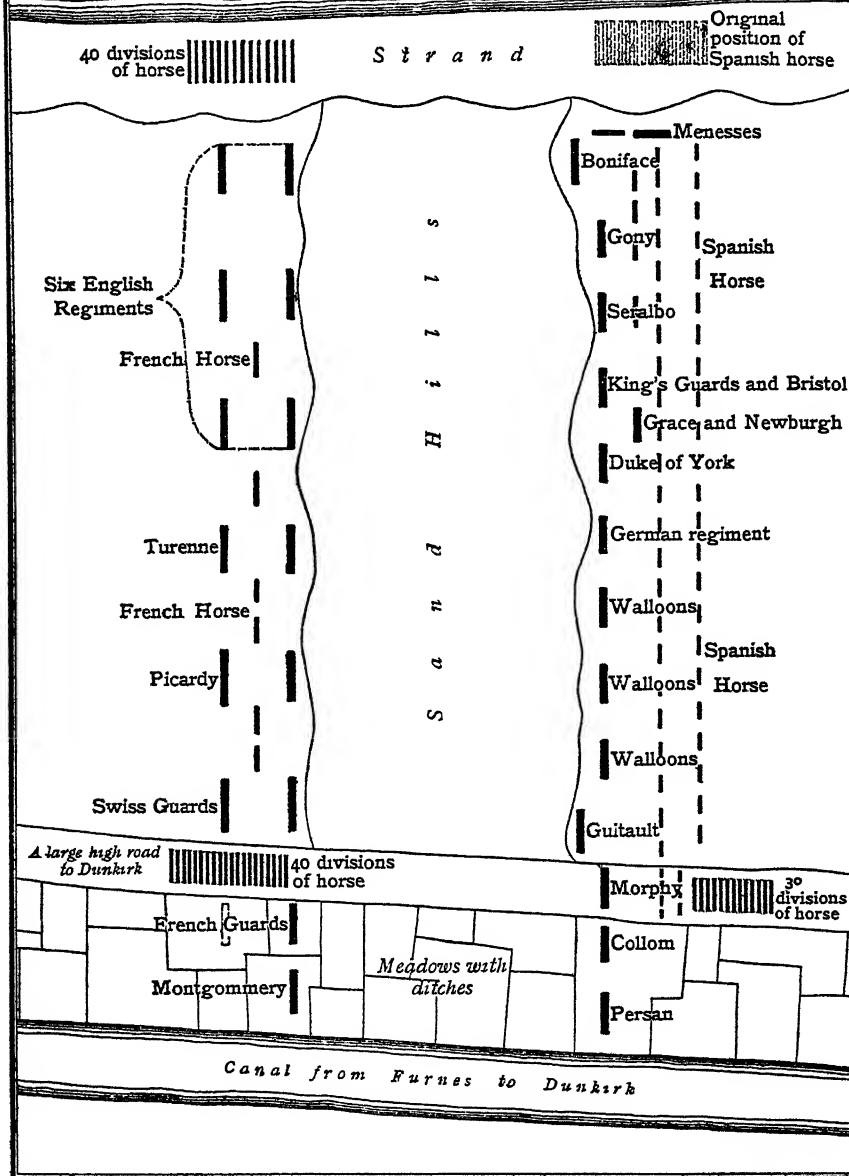 40 divisions
of horse
Strand
Original
position of
Spanish horse
Menesses
Boniface
Gony
Spanish
Horse
Six English
Regiments
Seralbo
French Horse
King's Guards and Bristol
Grace and Newburgh
Duke of York
Sand Hills
Turenne
German regiment
French Horse
Walloons
Picardy
Walloons
Spanish
Horse
Walloons
Swiss Guards
Guitault
A large high road
to Dunkirk
40 divisions
of horse
Morphy
30
divisions
of horse
French Guards
Collom
Meadows with
ditches
Montgommery
Persan
Canal from Furnes to Dunkirk